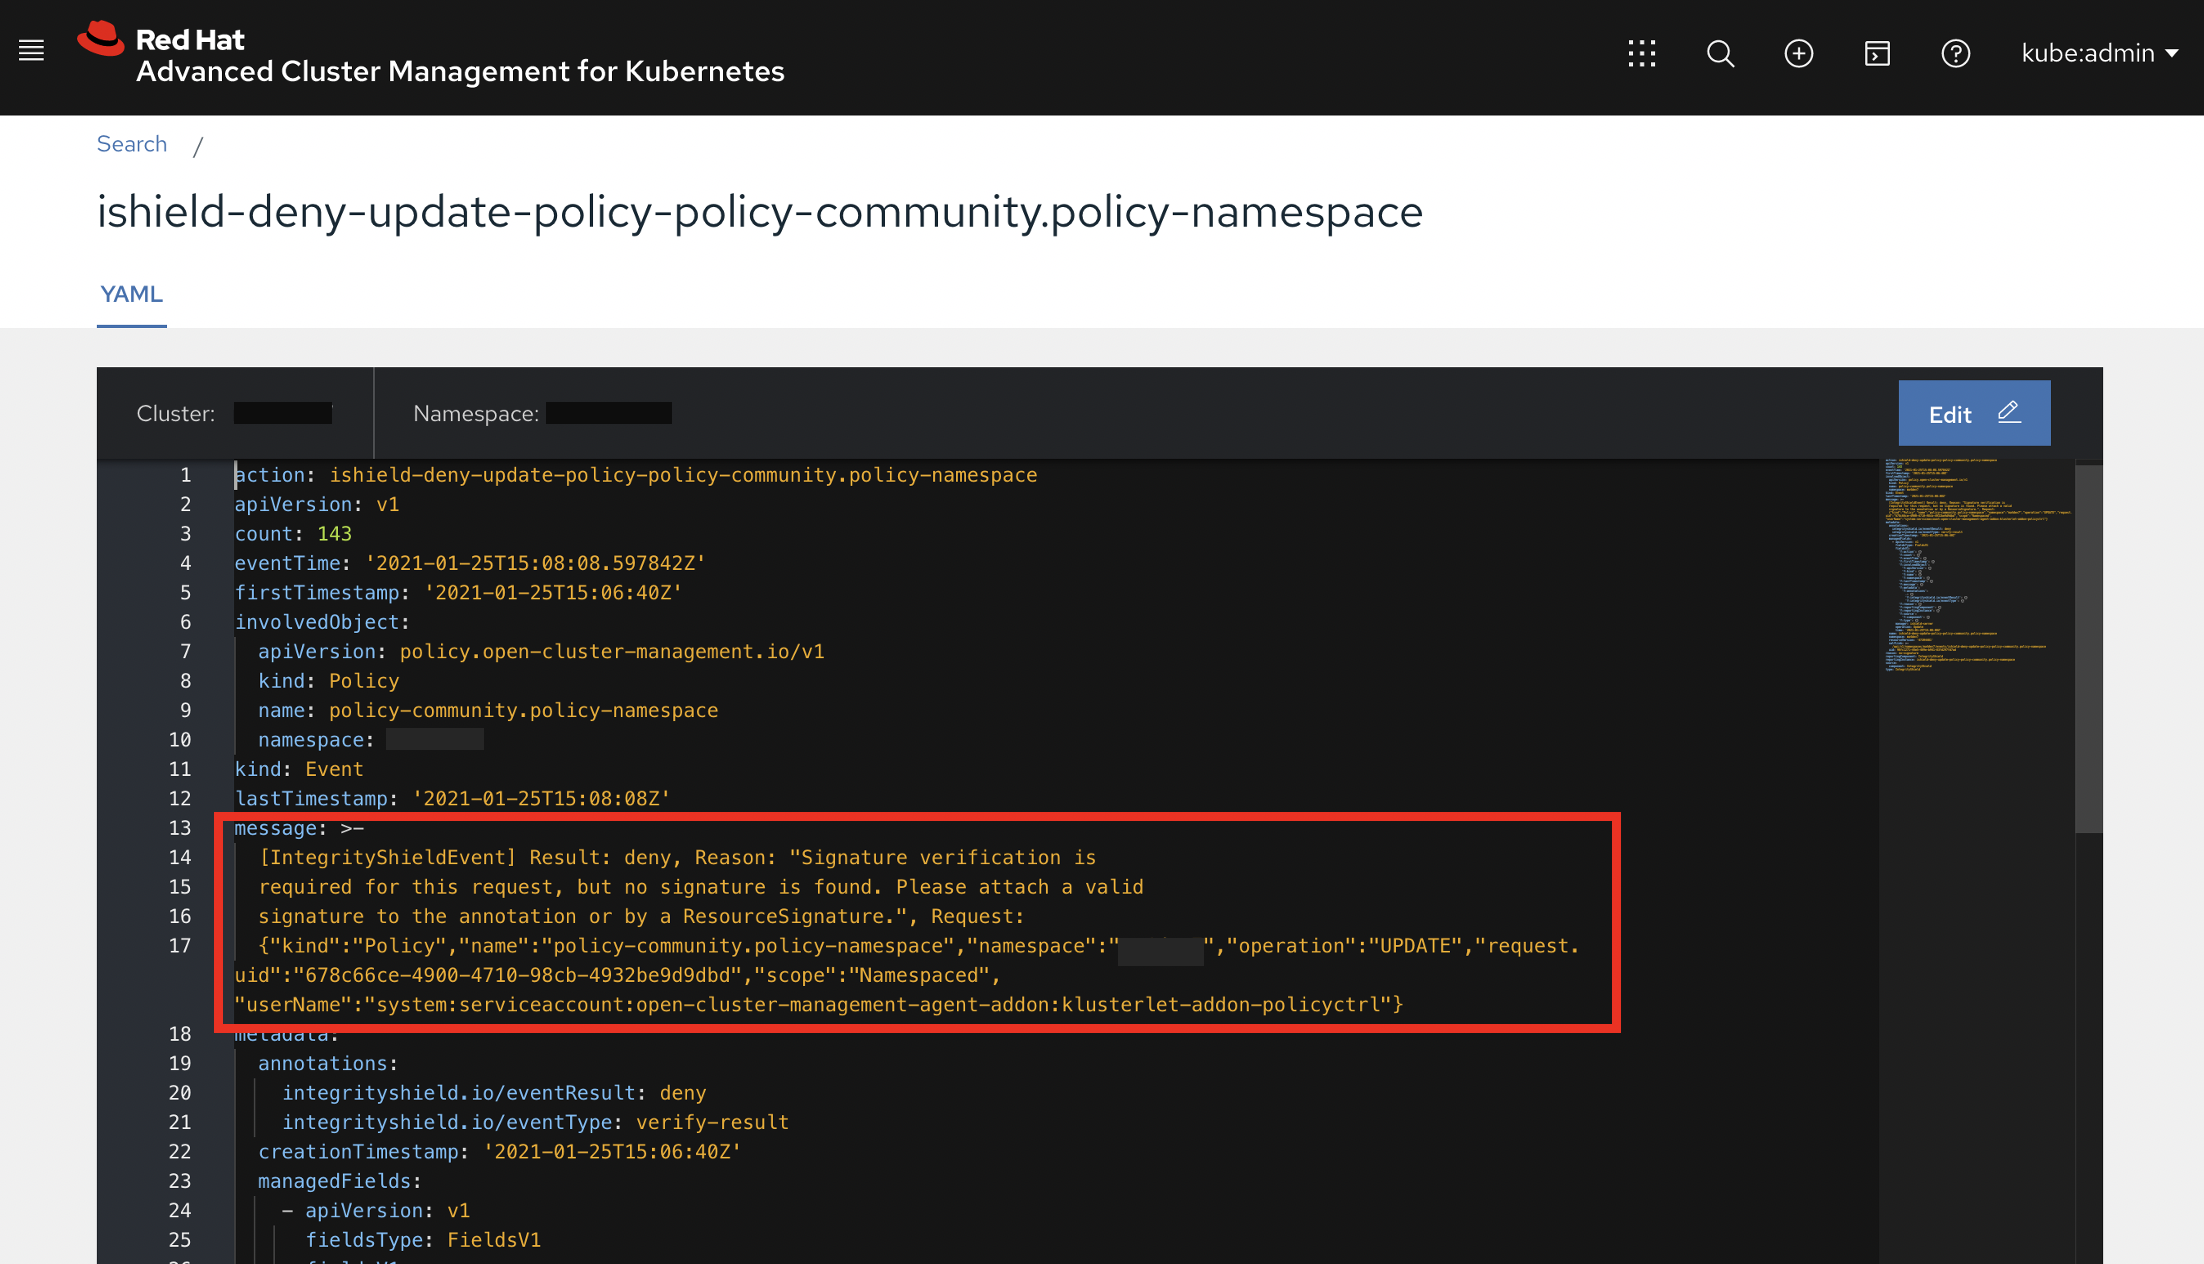 Red Hat
Advanced Cluster Management for Kubernetes
kube:admin
Search /
ishield-deny-update-policy-policy-community.policy-namespace
YAML
Cluster:
Namespace:
Edit
1 action: ishield-deny-update-policy-policy-community.policy-namespace
2 apiVersion: v1
3 count: 143
4 eventTime: '2021-01-25T15:08:08.597842Z'
5 firstTimestamp: '2021-01-25T15:06:40Z'
6 involvedObject:
7 apiVersion: policy.open-cluster-management.io/v1
8 kind: Policy
9 name: policy-community.policy-namespace
10 namespace:
11 kind: Event
12 lastTimestamp: '2021-01-25T15:08:08Z'
13 message: >-
14 [IntegrityShieldEvent] Result: deny, Reason: "Signature verification is
15 required for this request, but no signature is found. Please attach a valid
16 signature to the annotation or by a ResourceSignature.", Request:
17 {"kind":"Policy","name":"policy-community.policy-namespace","namespace":" ","operation":"UPDATE","request.
uid":"678c66ce-4900-4710-98cb-4932be9d9dbd","scope":"Namespaced",
"userName":"system:serviceaccount:open-cluster-management-agent-addon:klusterlet-addon-policyctrl"}
18 metadata:
19 annotations:
20 integrityshield.io/eventResult: deny
21 integrityshield.io/eventType: verify-result
22 creationTimestamp: '2021-01-25T15:06:40Z'
23 managedFields:
24 - apiVersion: v1
25 fieldsType: FieldsV1